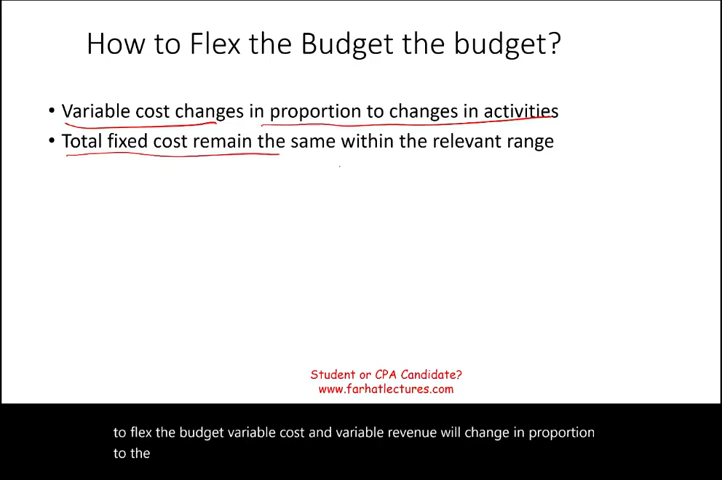 How to Flex the Budget the budget?
• Variable cost changes in proportion to changes in activities
• Total fixed cost remain the same within the relevant range
Student or CPA Candidate?
www.farhatlectures.com
to flex the budget variable cost and variable revenue will change in proportion
to the